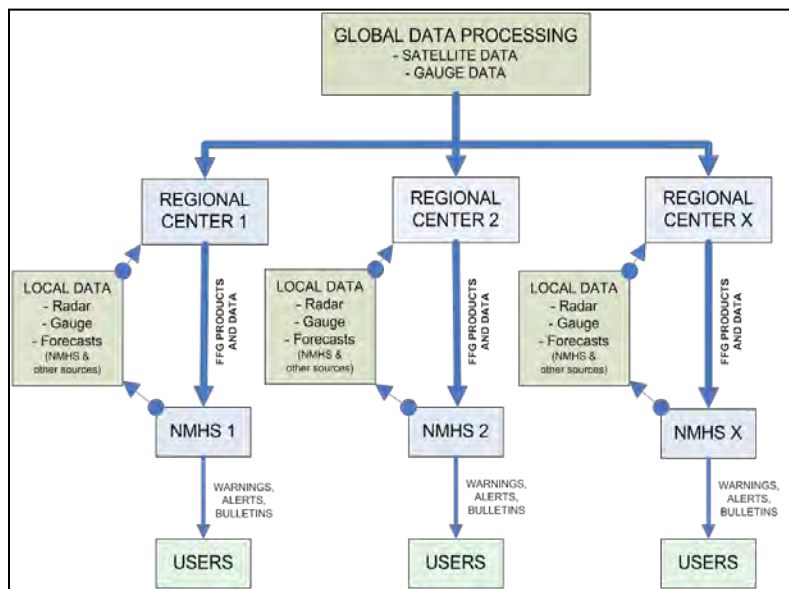 GLOBAL DATA PROCESSING
- SATELLITE DATA
- GAUGE DATA
REGIONAL
CENTER 1
REGIONAL
CENTER 2
REGIONAL
CENTER X
LOCAL DATA
- Radar
- Gauge
- Forecasts
(NMHS &
other sources)
FFG PRODUCTS
AND DATA
LOCAL DATA
- Radar
- Gauge
- Forecasts
(NMHS &
other sources)
FFG PRODUCTS
AND DATA
LOCAL DATA
- Radar
- Gauge
- Forecasts
(NMHS &
other sources)
FFG PRODUCTS
AND DATA
NMHS 1
NMHS 2
NMHS X
WARNINGS,
ALERTS,
BULLETINS
WARNINGS,
ALERTS,
BULLETINS
WARNINGS,
ALERTS,
BULLETINS
USERS
USERS
USERS